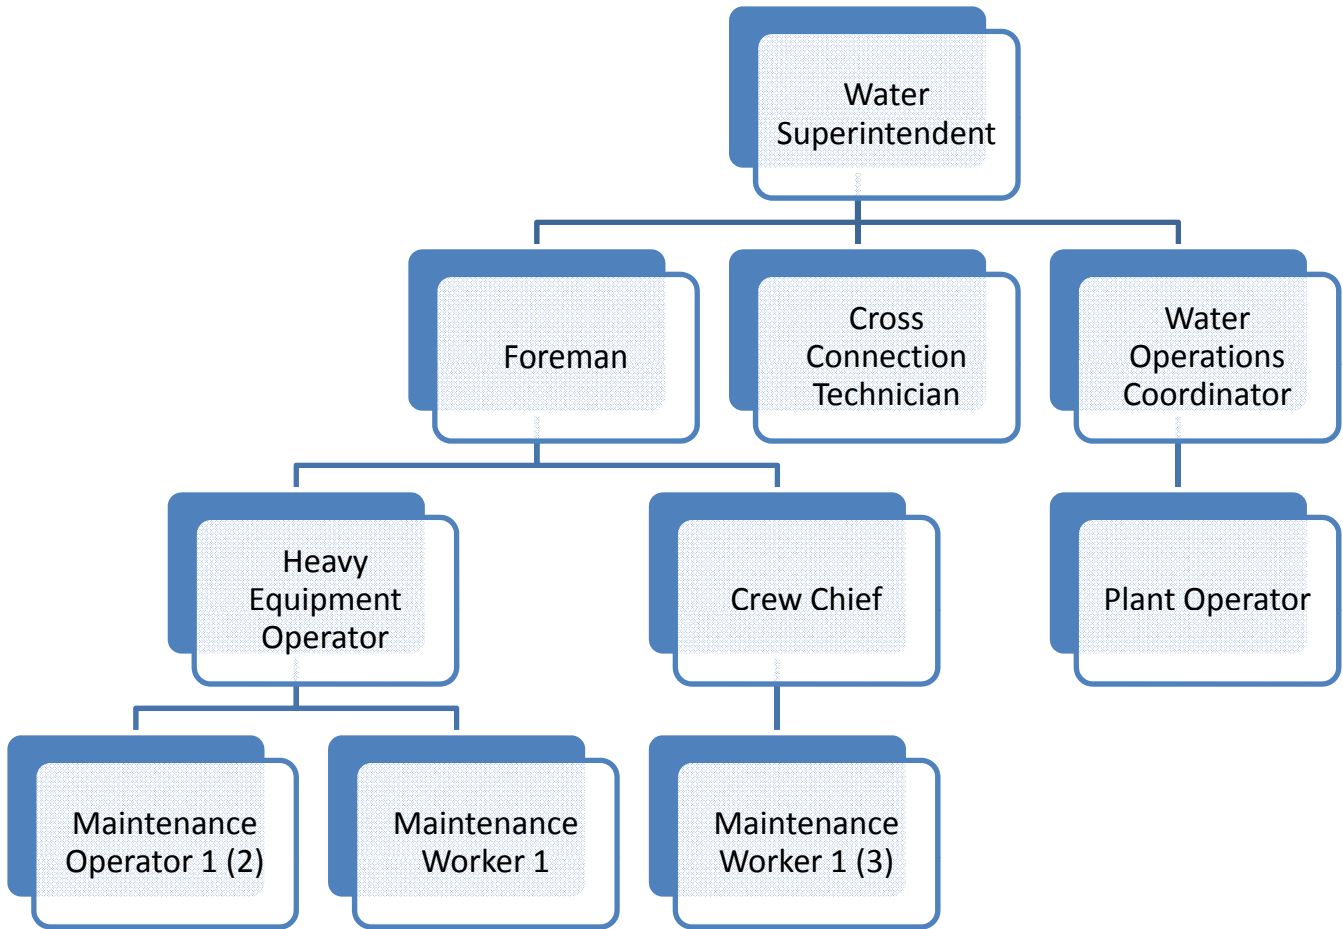 Water
Superintendent
Foreman
Cross
Connection
Technician
Water
Operations
Coordinator
Heavy
Equipment
Operator
Crew Chief
Plant Operator
Maintenance
Operator 1 (2)
Maintenance
Worker 1
Maintenance
Worker 1 (3)